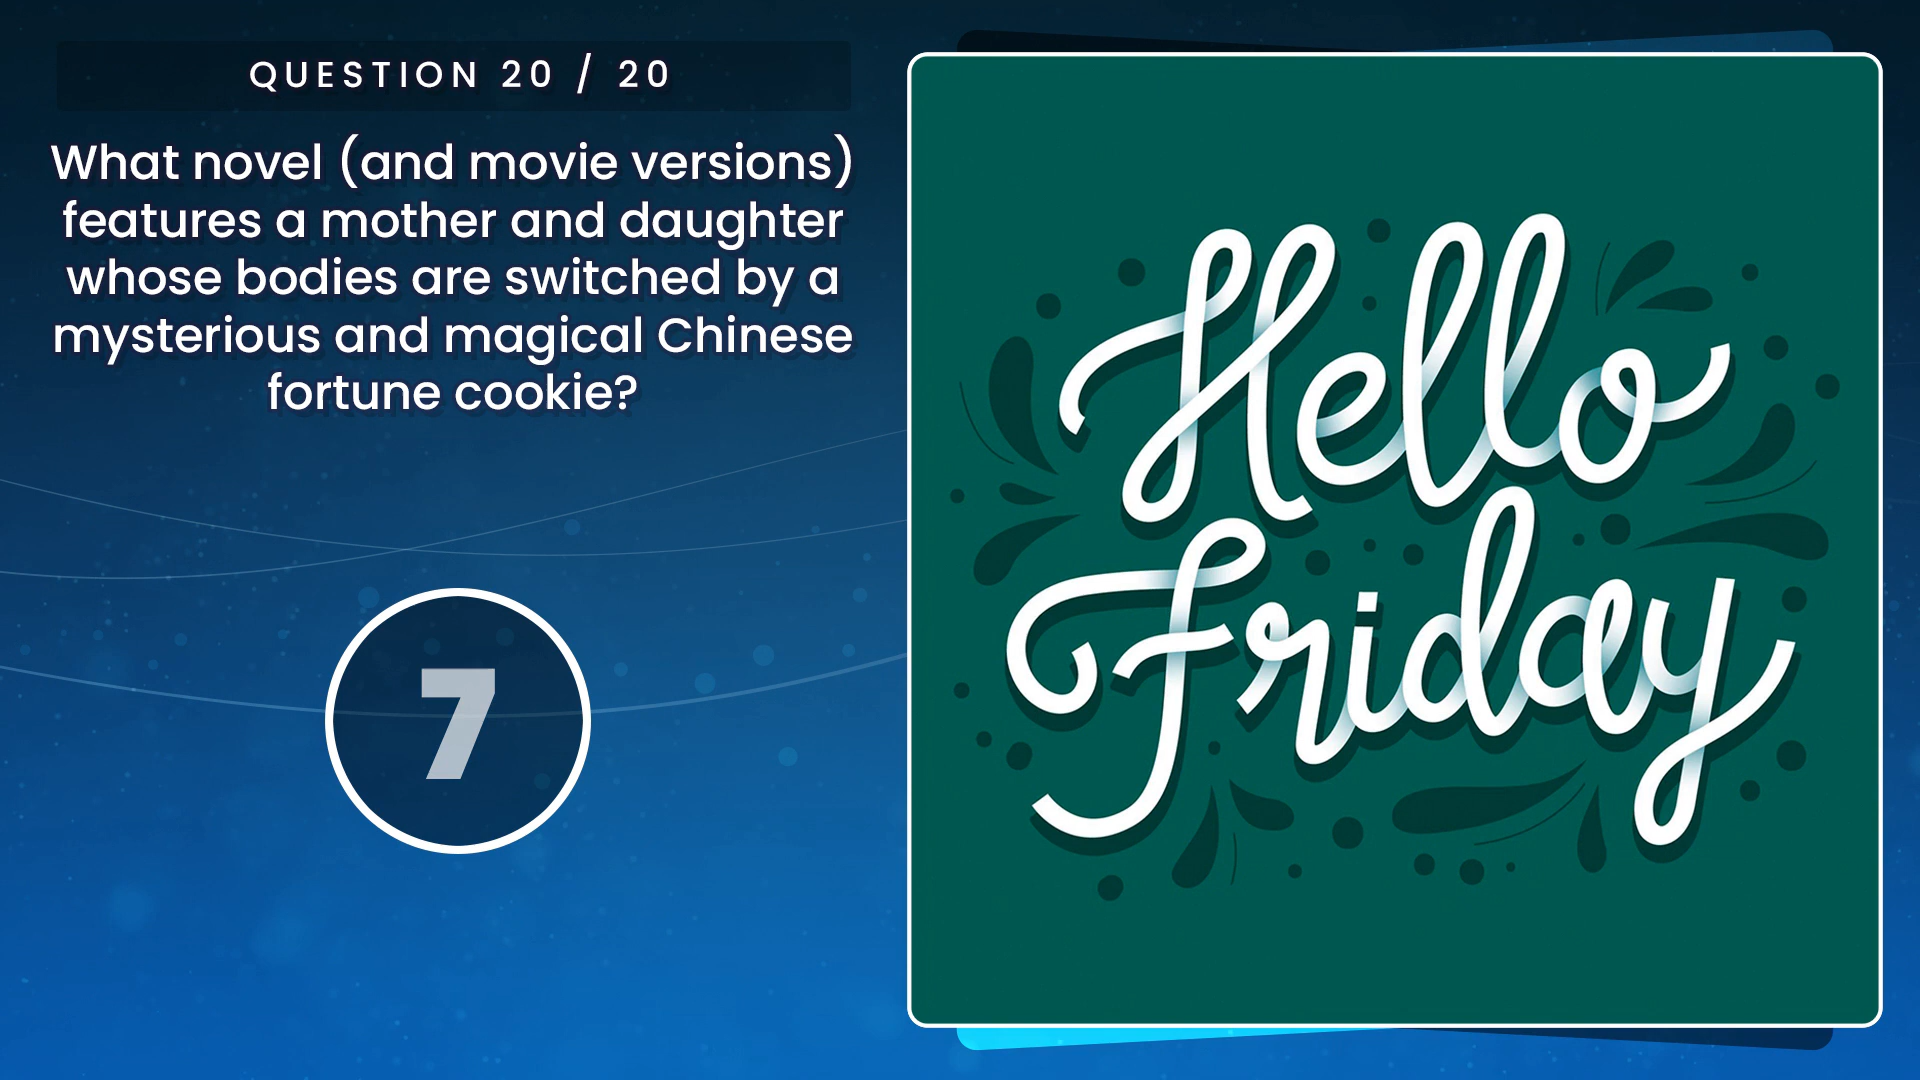 QUESTION 20 / 20
What novel (and movie versions)
features a mother and daughter
whose bodies are switched by a
mysterious and magical Chinese
fortune cookie?
7
Hello
Friday